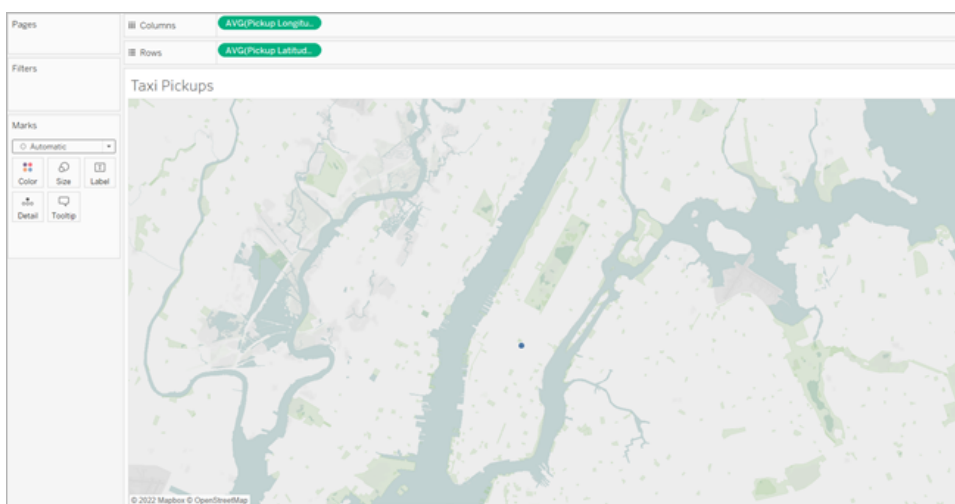 Pages
Columns
AVG(Pickup Longitu..
Rows
AVG(Pickup Latitud..
Filters
Taxi Pickups
Marks
Automatic
Color
Size
Label
Detail
Tooltip
© 2022 Mapbox © OpenStreetMap